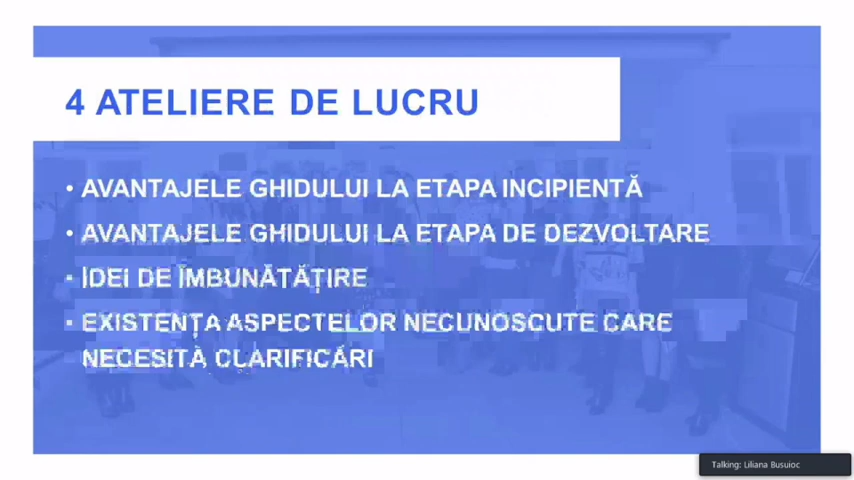 4 ATELIERE DE LUCRU
• AVANTAJELE GHIDULUI LA ETAPA INCIPIENTĂ
• AVANTAJELE GHIDULUI LA ETAPA DE DEZVOLTARE
• IDEI DE ÎMBUNĂTĂȚIRE
• EXISTENȚA ASPECTELOR NECUNOSCUTE CARE
NECESITĂ CLARIFICĂRI
Talking: Liliana Busuioc